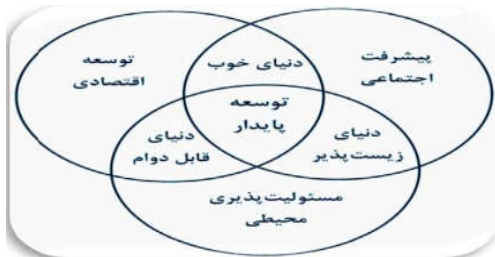 پیشرفت
اجتماعی
دنیای خوب
توسعه
اقتصادی
توسعه
پایدار
دنیای
زیست‌پذیر
دنیای
قابل دوام
مسئولیت‌پذیری
محیطی